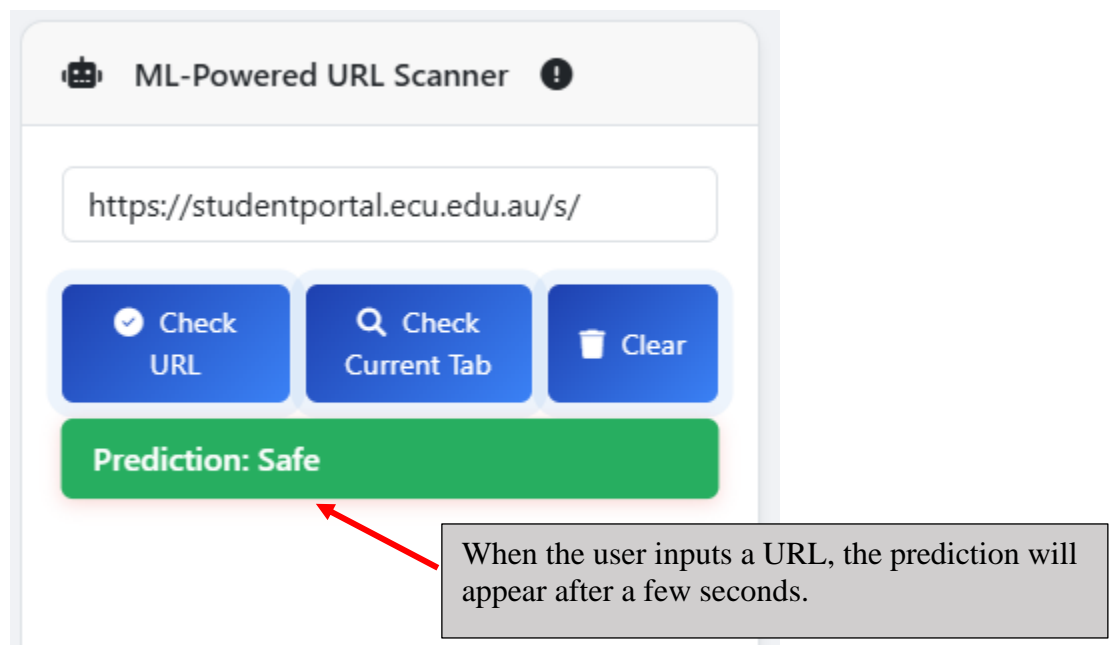 ML-Powered URL Scanner
https://studentportal.ecu.edu.au/s/
Check
URL
Check
Current Tab
Clear
Prediction: Safe
When the user inputs a URL, the prediction will
appear after a few seconds.